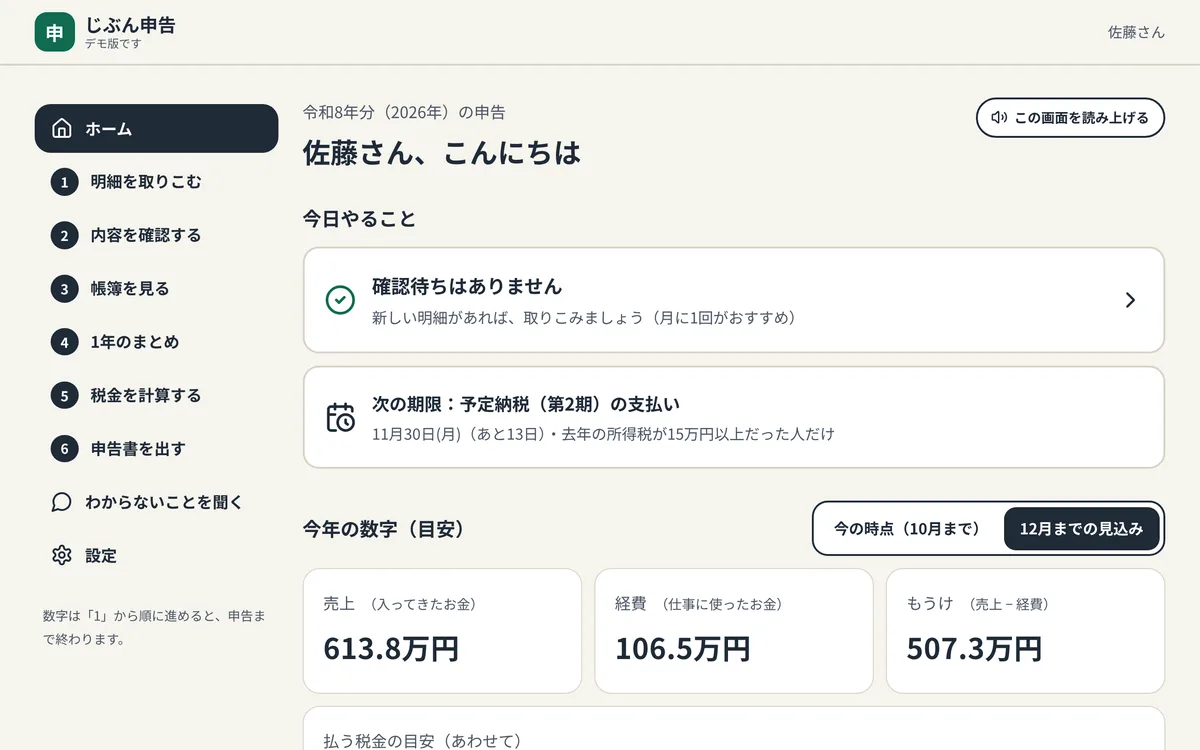 申
じぶん申告
デモ版です
佐藤さん
ホーム
1 明細を取りこむ
2 内容を確認する
3 帳簿を見る
4 1年のまとめ
5 税金を計算する
6 申告書を出す
わからないことを聞く
設定
数字は「1」から順に進めると、申告ま
で終わります。
令和8年分（2026年）の申告
佐藤さん、こんにちは
この画面を読み上げる
今日やること
確認待ちはありません
新しい明細があれば、取りこみましょう（月に1回がおすすめ）
次の期限：予定納税（第2期）の支払い
11月30日(月)（あと13日）・去年の所得税が15万円以上だった人だけ
今年の数字（目安）
今の時点（10月まで）
12月までの見込み
売上（入ってきたお金）
613.8万円
経費（仕事に使ったお金）
106.5万円
もうけ（売上－経費）
507.3万円
払う税金の目安（あわせて）